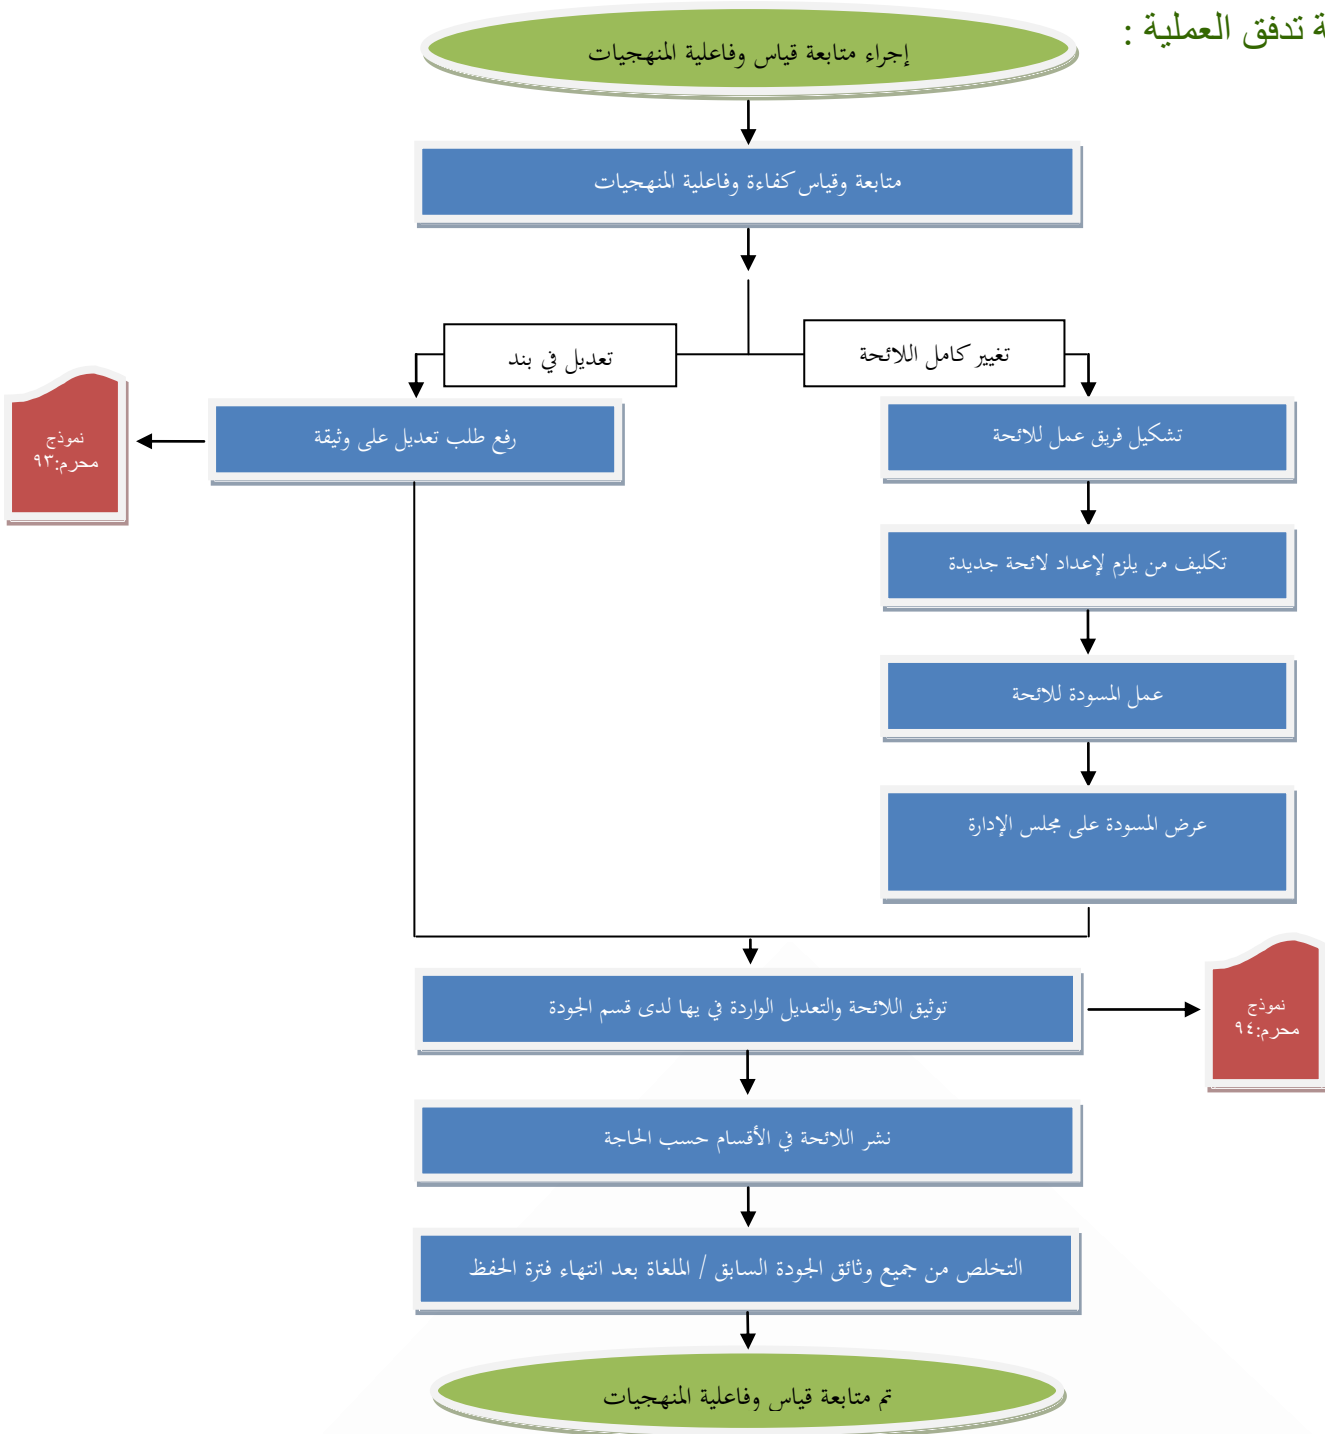 ة تدفق العملية :
إجراء متابعة قياس وفاعلية المنهجيات
متابعة وقياس كفاءة وفاعلية المنهجيات
تغيير كامل اللائحة
تعديل في بند
تشكيل فريق عمل للائحة
رفع طلب تعديل على وثيقة
نموذج
محرم:٩٣
تكليف من يلزم لإعداد لائحة جديدة
عمل المسودة للائحة
عرض المسودة على مجلس الإدارة
توثيق اللائحة والتعديل الواردة في يها لدى قسم الجودة
نموذج
محرم:٩٤
نشر اللائحة في الأقسام حسب الحاجة
التخلص من جميع وثائق الجودة السابق / الملغاة بعد انتهاء فترة الحفظ
تم متابعة قياس وفاعلية المنهجيات